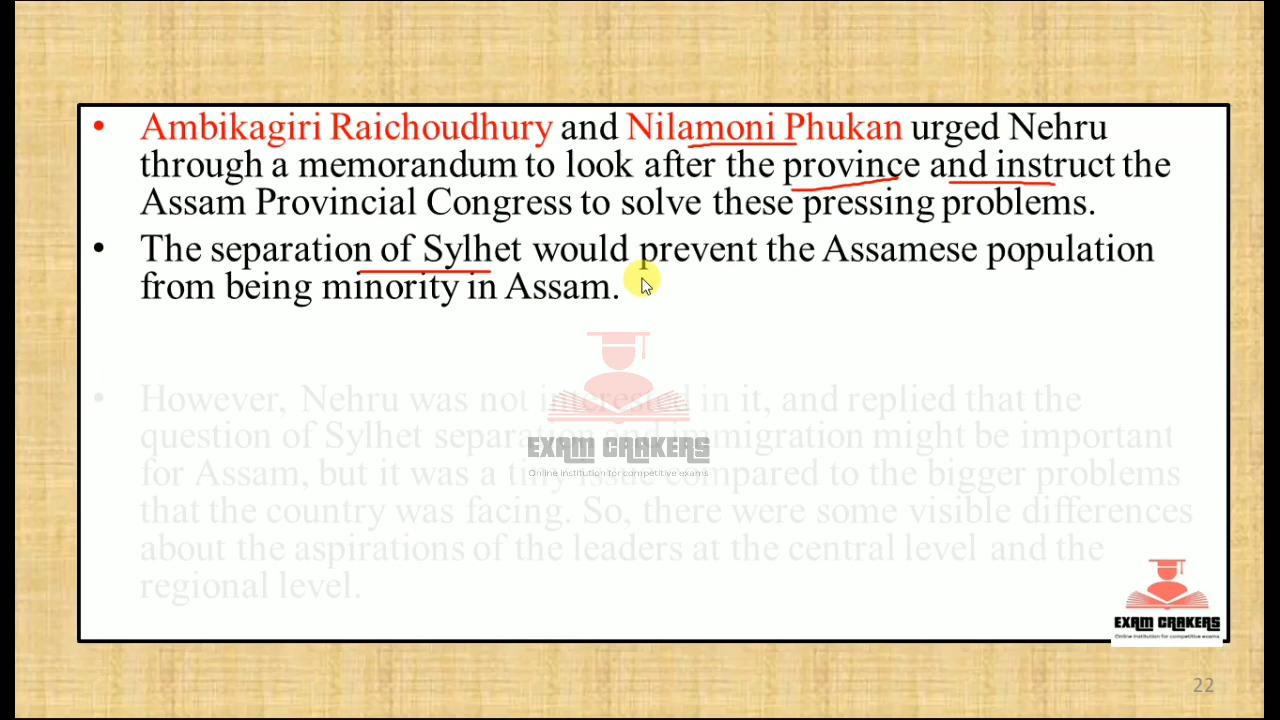 • Ambikagiri Raichoudhury and Nilamoni Phukan urged Nehru
through a memorandum to look after the province and instruct the
Assam Provincial Congress to solve these pressing problems.
• The separation of Sylhet would prevent the Assamese population
from being minority in Assam.
• However, Nehru was not interested in it, and replied that the
question of Sylhet separation and immigration might be important
for Assam, but it was a tiny issue compared to the bigger problems
that the country was facing. So, there were some visible differences
about the aspirations of the leaders at the central level and the
regional level.
EXAM CRAKERS
Online Institution for competitive exams
EXAM CRAKERS
Online Institution for competitive exams
22